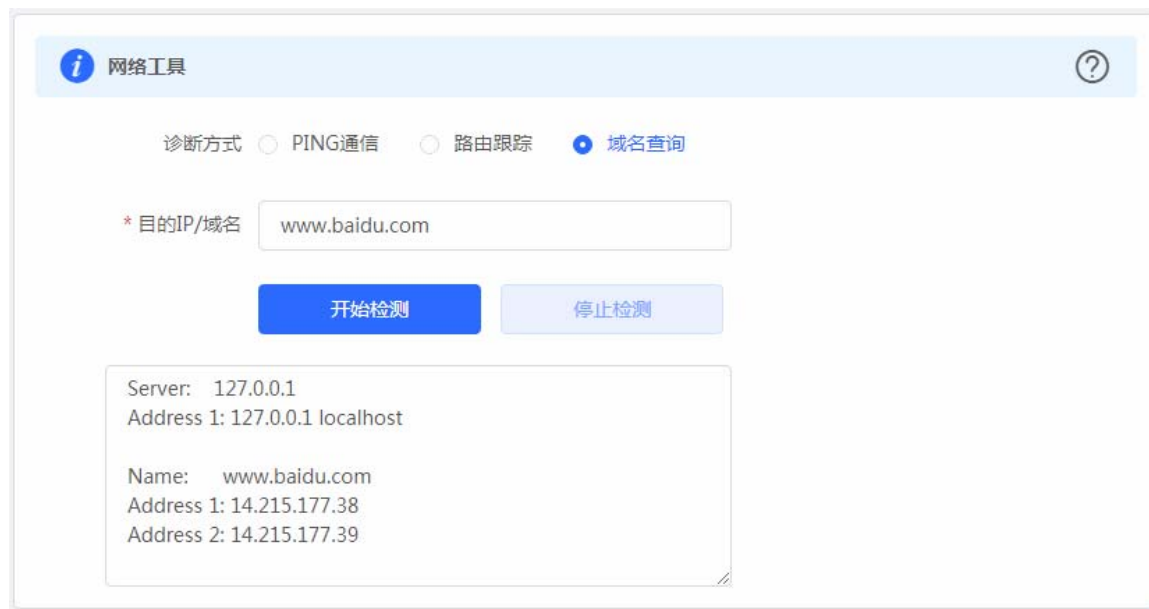 网络工具
诊断方式 PING通信 路由跟踪 域名查询
* 目的IP/域名 www.baidu.com
开始检测 停止检测
Server: 127.0.0.1
Address 1: 127.0.0.1 localhost
Name: www.baidu.com
Address 1: 14.215.177.38
Address 2: 14.215.177.39